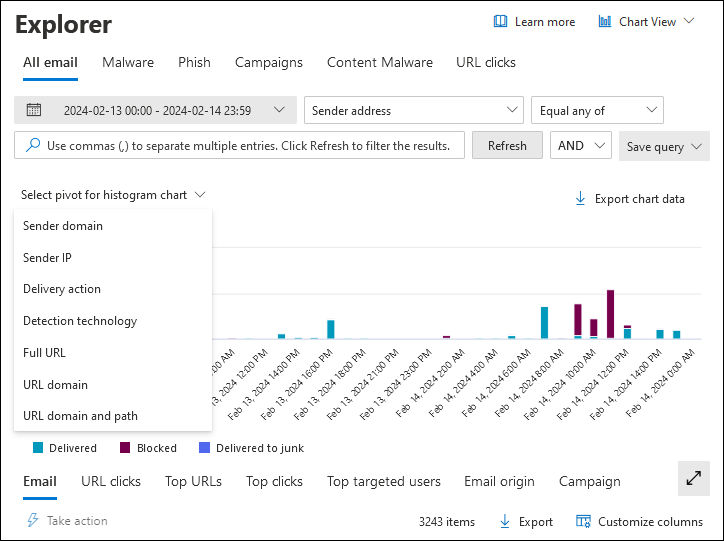 Explorer
Learn more
Chart View
All email Malware Phish Campaigns Content Malware URL clicks
2024-02-13 00:00 - 2024-02-14 23:59 Sender address Equal any of
Use commas (,) to separate multiple entries. Click Refresh to filter the results. Refresh AND Save query
Select pivot for histogram chart
Export chart data
Sender domain
Sender IP
Delivery action
Detection technology
Full URL
URL domain
URL domain and path
:00 AM
13, 2024 12:00 PM
Feb 13, 2024 14:00 PM
Feb 13, 2024 16:00 PM
Feb 13, 2024 18:00 PM
Feb 13, 2024 21:00 PM
Feb 13, 2024 23:00 PM
Feb 14, 2024 2:00 AM
Feb 14, 2024 4:00 AM
Feb 14, 2024 6:00 AM
Feb 14, 2024 8:00 AM
Feb 14, 2024 10:00 AM
Feb 14, 2024 12:00 PM
Feb 14, 2024 14:00 PM
Feb 14, 2024 0:00 AM
Delivered Blocked Delivered to junk
Email URL clicks Top URLs Top clicks Top targeted users Email origin Campaign
Take action 3243 items Export Customize columns